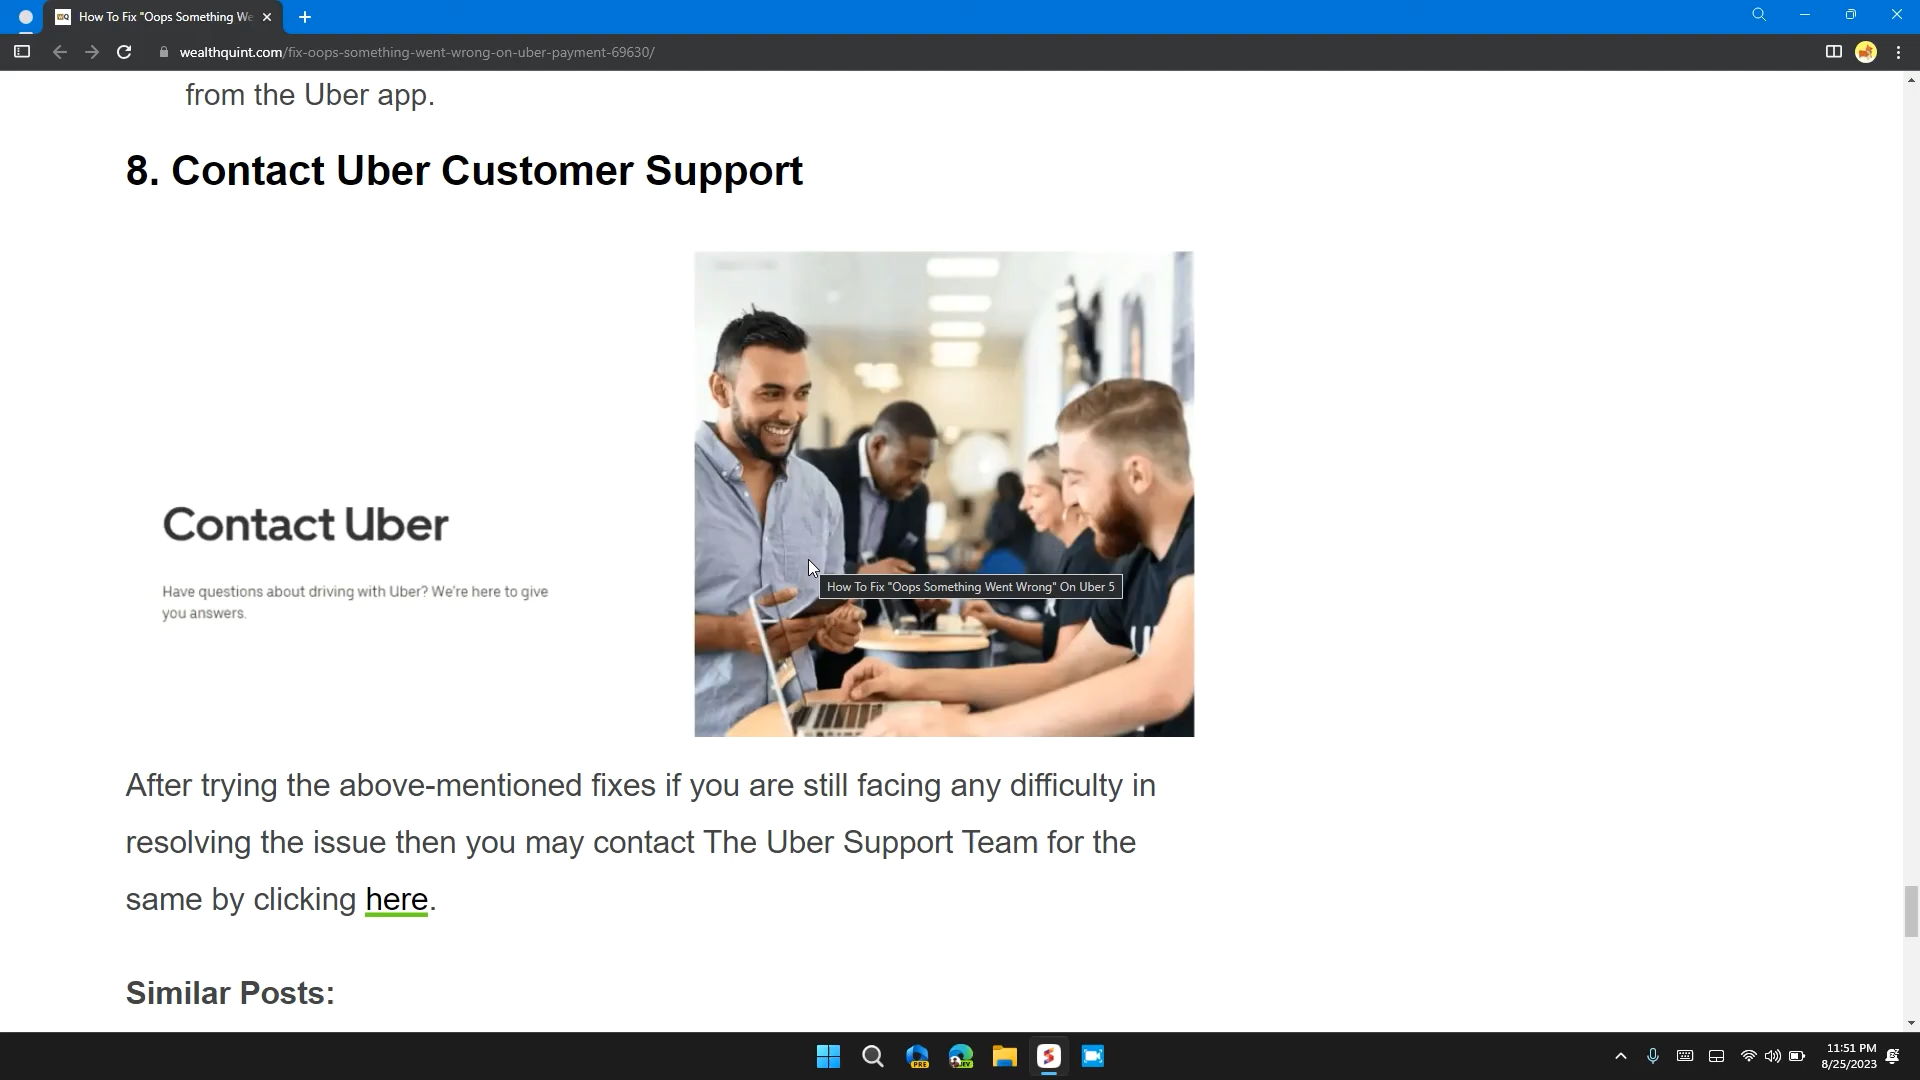 How To Fix "Oops Something We
wealthquint.com/fix-oops-something-went-wrong-on-uber-payment-69630/
from the Uber app.
8. Contact Uber Customer Support
Contact Uber
Have questions about driving with Uber? We're here to give
you answers.
How To Fix "Oops Something Went Wrong" On Uber 5
After trying the above-mentioned fixes if you are still facing any difficulty in
resolving the issue then you may contact The Uber Support Team for the
same by clicking here.
Similar Posts:
PRE
11:51 PM
8/25/2023